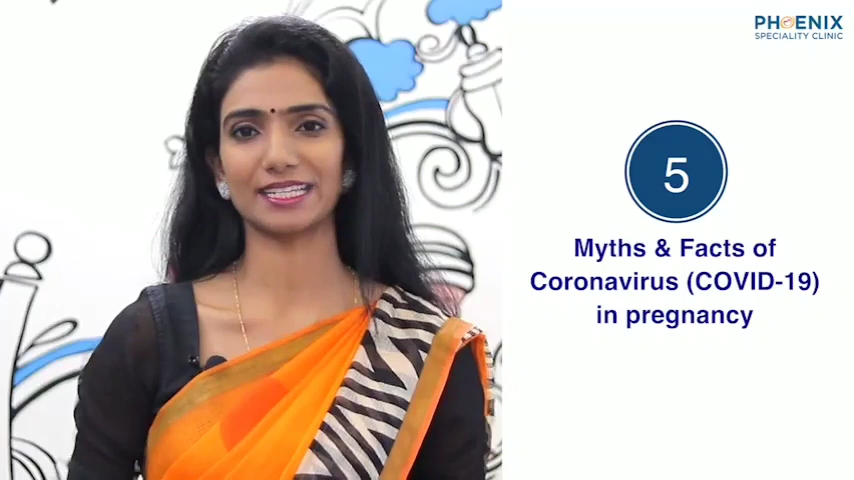 PHOENIX
SPECIALITY CLINIC
5
Myths & Facts of
Coronavirus (COVID-19)
in pregnancy